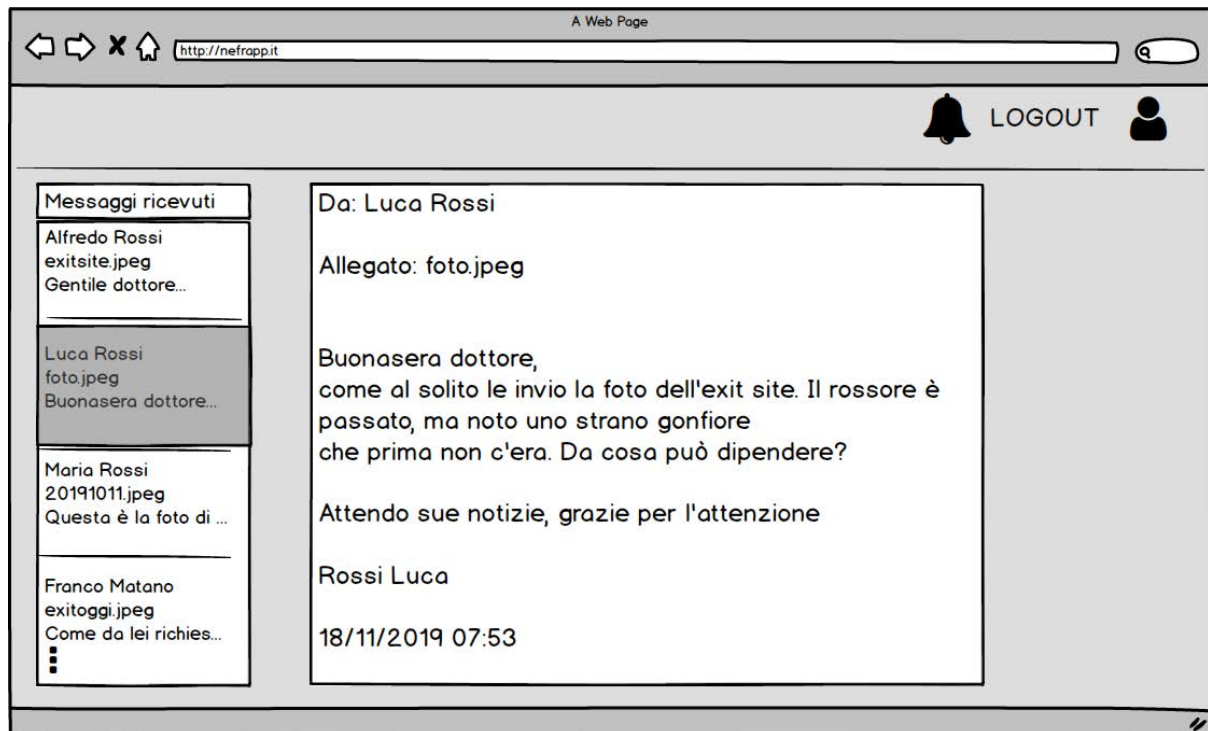 A Web Page
http://nefrapp.it
LOGOUT
Messaggi ricevuti
Alfredo Rossi
exitsite.jpeg
Gentile dottore...
Luca Rossi
foto.jpeg
Buonasera dottore...
Maria Rossi
20191011.jpeg
Questa è la foto di ...
Franco Matano
exitoggi.jpeg
Come da lei richies...
Da: Luca Rossi
Allegato: foto.jpeg
Buonasera dottore,
come al solito le invio la foto dell'exit site. Il rossore è
passato, ma noto uno strano gonfiore
che prima non c'era. Da cosa può dipendere?
Attendo sue notizie, grazie per l'attenzione
Rossi Luca
18/11/2019 07:53